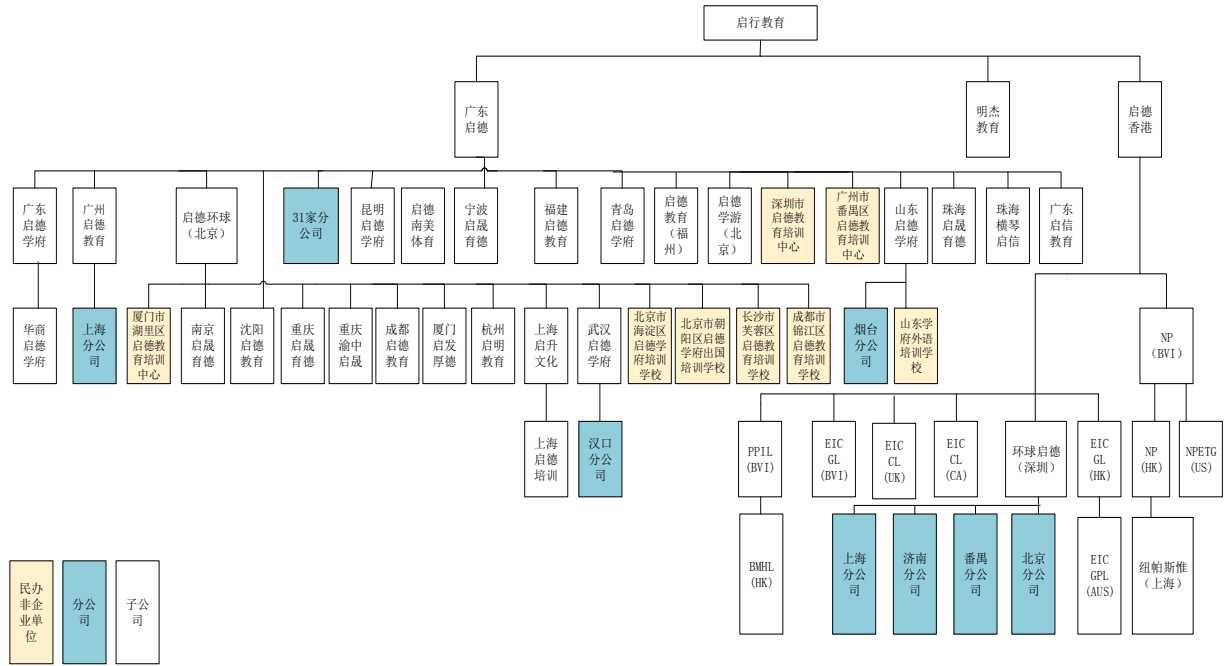 启行教育
广东
启德
明杰
教育
启德
香港
广东
启德
学府
广州
启德
教育
启德环球
（北京）
31家分
公司
昆明
启德
学府
启德
南美
体育
宁波
启晟
育德
福建
启德
教育
青岛
启德
学府
启德
教育
（福
州）
启德
学游
（北
京）
深圳市
启德教
育培训
中心
广州市
番禺区
启德教
育培训
中心
山东
启德
学府
珠海
启晟
育德
珠海
横琴
启信
广东
启信
教育
华商
启德
学府
上海
分公
司
厦门市
湖里区
启德教
育培训
中心
南京
启晟
育德
沈阳
启德
教育
重庆
启晟
育德
重庆
渝中
启晟
成都
启德
教育
厦门
启发
厚德
杭州
启明
教育
上海
启升
文化
武汉
启德
学府
北京市
海淀区
启德学
府培训
学校
北京市朝
阳区启德
学府出国
培训学校
长沙市
芙蓉区
启德教
育培训
学校
成都市
锦江区
启德教
育培训
学校
烟台
分公
司
山东学
府外语
培训学
校
NP
（BVI）
上海
启德
培训
汉口
分公
司
PPIL
(BVI)
EIC
GL
(BVI)
EIC
CL
(UK)
EIC
CL
(CA)
环球启德
（深圳）
EIC
GL
(HK)
NP
(HK)
NPETG
(US)
BMHL
(HK)
上海
分公
司
济南
分公
司
番禺
分公
司
北京
分公
司
EIC
GPL
(AUS)
纽帕斯惟
（上海）
民办
非企
业单
位
分公
司
子公
司